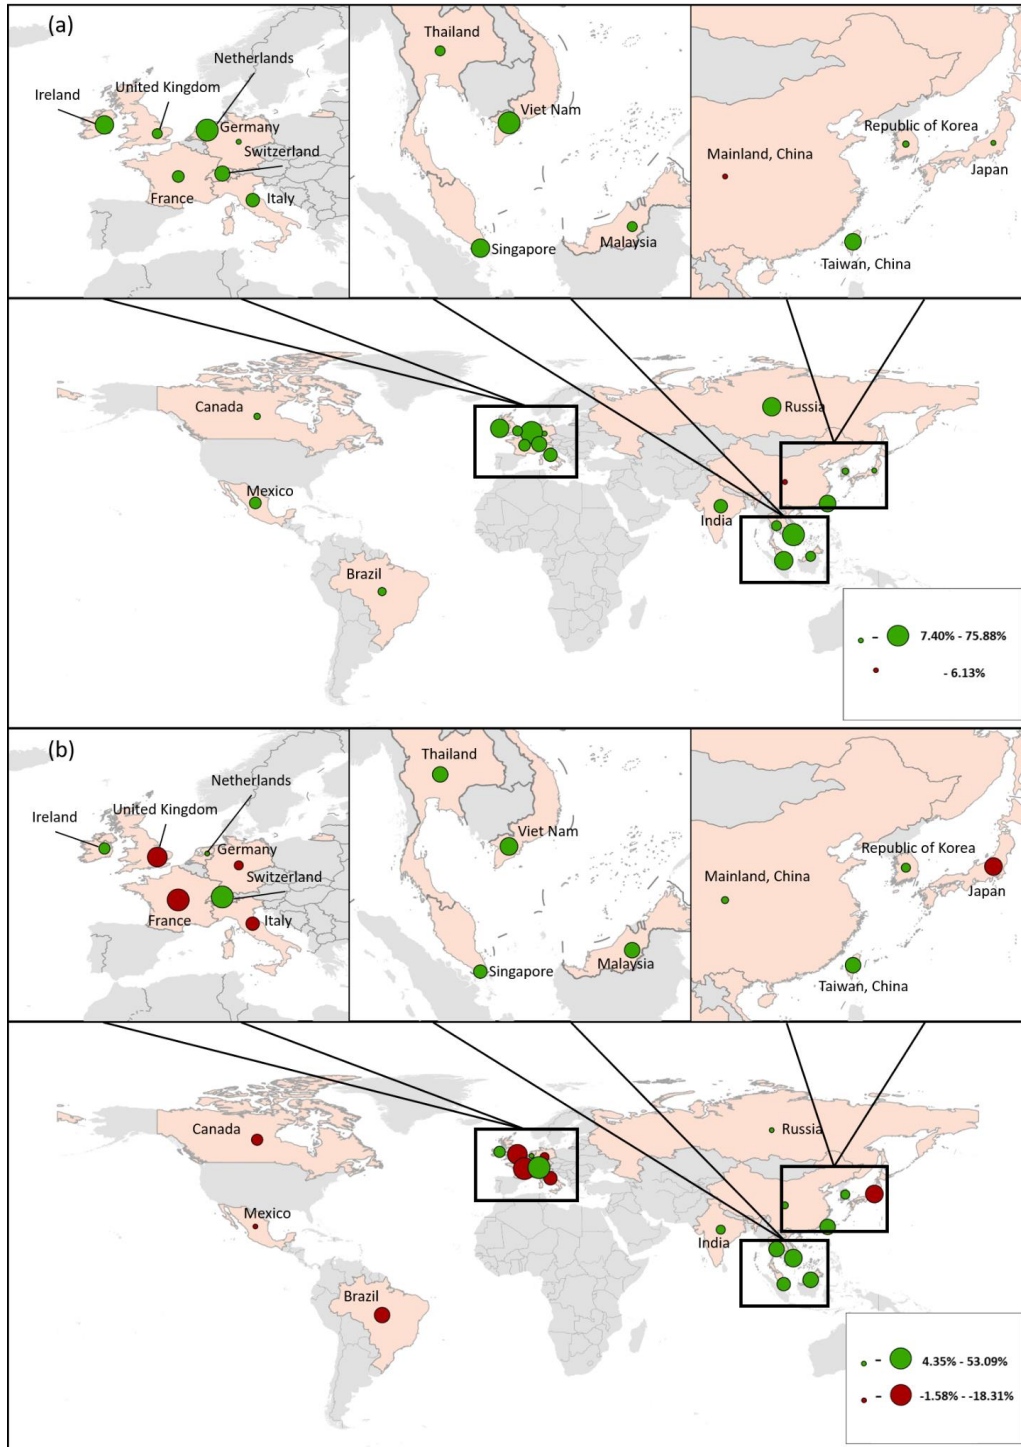 (a)
Netherlands
United Kingdom
Ireland
Germany
Switzerland
France
Italy
Thailand
Viet Nam
Singapore
Malaysia
Republic of Korea
Mainland, China
Japan
Taiwan, China
Canada
Russia
Mexico
India
Brazil
– 7.40% - 75.88%
- 6.13%
(b)
Netherlands
United Kingdom
Ireland
Germany
Switzerland
France
Italy
Thailand
Viet Nam
Singapore
Malaysia
Republic of Korea
Mainland, China
Japan
Taiwan, China
Canada
Russia
Mexico
India
Brazil
– 4.35% - 53.09%
– -1.58% - -18.31%